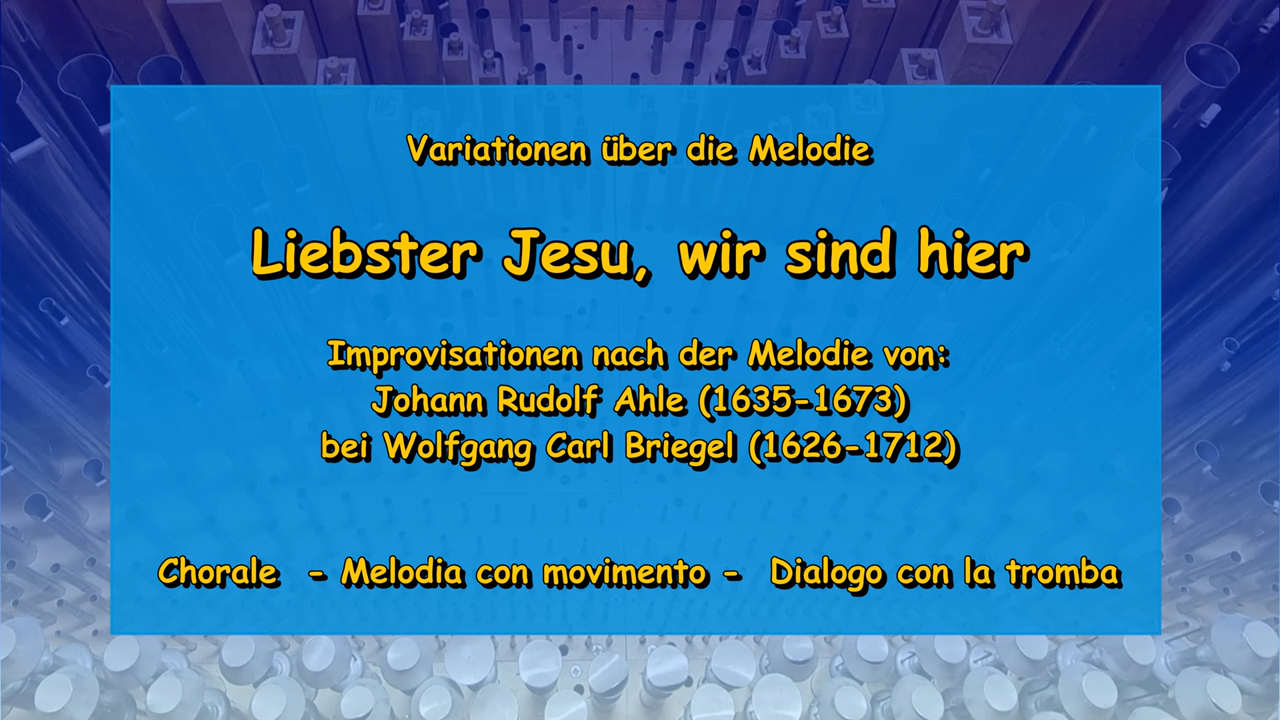 Variationen über die Melodie
Liebster Jesu, wir sind hier
Improvisationen nach der Melodie von:
Johann Rudolf Ahle (1635-1673)
bei Wolfgang Carl Briegel (1626-1712)
Chorale - Melodia con movimento - Dialogo con la tromba